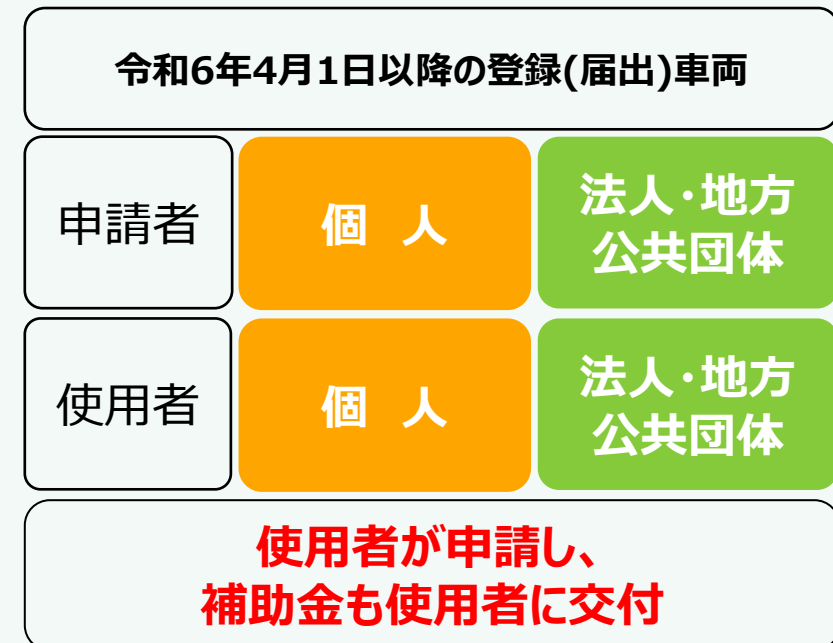 令和6年4月1日以降の登録(届出)車両
申請者
個　人
法人・地方
公共団体
使用者
個　人
法人・地方
公共団体
使用者が申請し、
補助金も使用者に交付